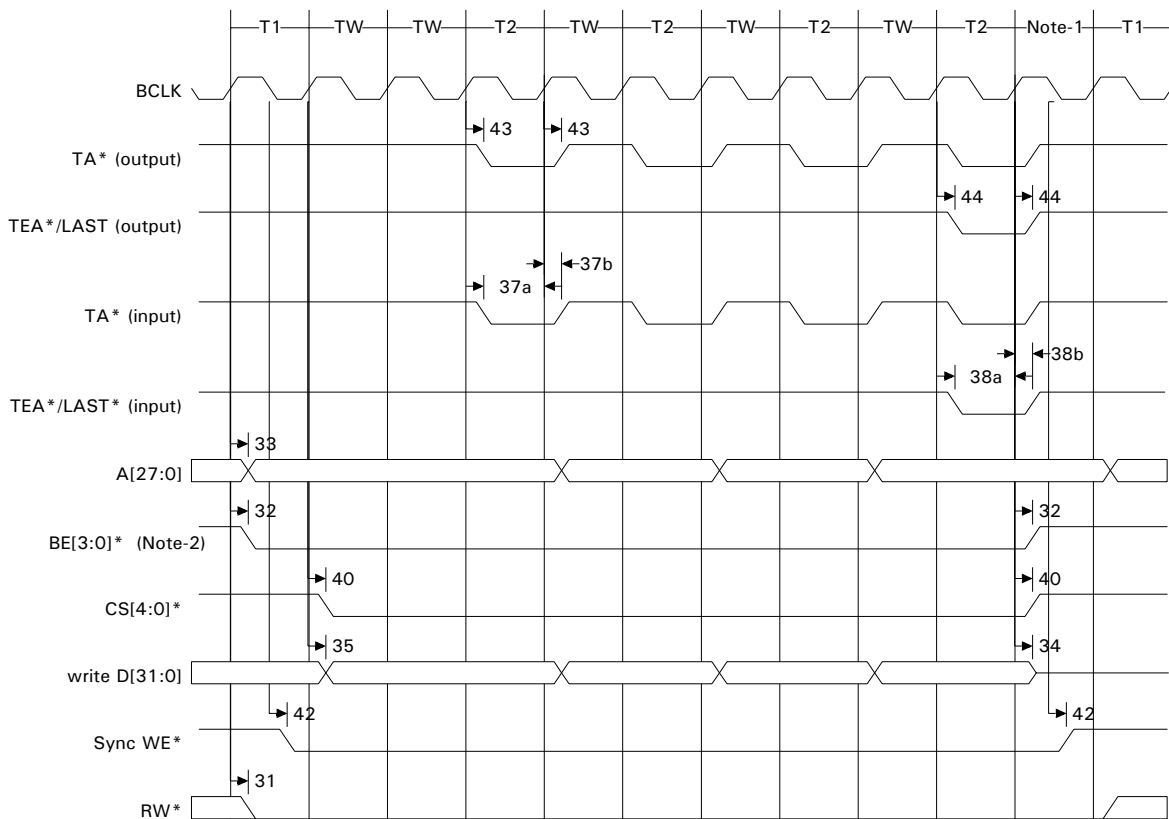 T1 TW TW T2 TW T2 TW T2 TW T2 Note-1 T1
BCLK
43 43
TA* (output)
44 44
TEA*/LAST (output)
37b
37a
TA* (input)
38b
38a
TEA*/LAST* (input)
33
A[27:0]
32 32
BE[3:0]* (Note-2)
40 40
CS[4:0]*
35 34
write D[31:0]
42 42
Sync WE*
31
RW*